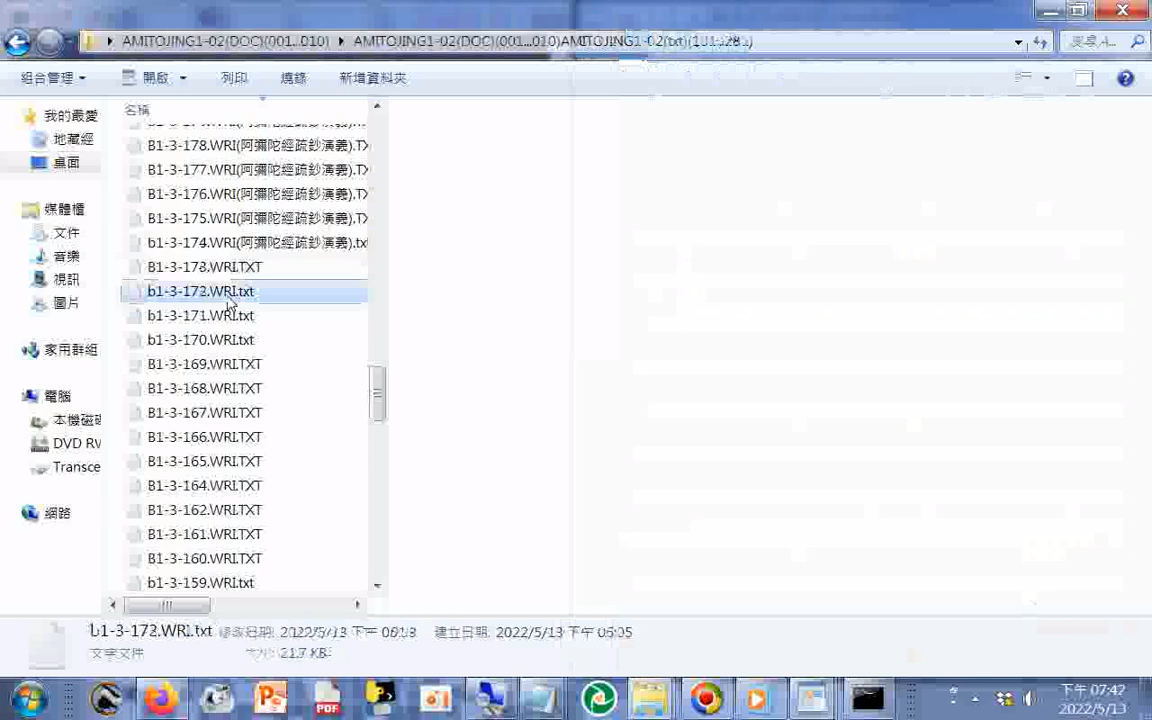 AMITOJING1-02(DOC)(001...010) ▸ AMITOJING1-02(DOC)(001...010)AMITOJING1-02(txt)
組合管理 開啟 列印 燒錄 新增資料夾
名稱
我的最愛
地藏經
桌面
媒體櫃
文件
音樂
視訊
圖片
家用群組
電腦
本機磁碟
DVD RW
Transce
網路
B1-3-178.WRI(阿彌陀經疏鈔演義).TX
B1-3-177.WRI(阿彌陀經疏鈔演義).TX
B1-3-176.WRI(阿彌陀經疏鈔演義).TX
B1-3-175.WRI(阿彌陀經疏鈔演義).TX
b1-3-174.WRI(阿彌陀經疏鈔演義).txt
B1-3-173.WRI.TXT
b1-3-172.WRI.txt
b1-3-171.WRI.txt
b1-3-170.WRI.txt
B1-3-169.WRI.TXT
B1-3-168.WRI.TXT
B1-3-167.WRI.TXT
B1-3-166.WRI.TXT
B1-3-165.WRI.TXT
B1-3-164.WRI.TXT
B1-3-162.WRI.TXT
B1-3-161.WRI.TXT
B1-3-160.WRI.TXT
b1-3-159.WRI.txt
b1-3-172.WRI.txt 修改日期: 2022/5/13 下午 建立日期: 2022/5/13 下午 06:05
文字文件 21.7 KB
下午 07:42
2022/5/13